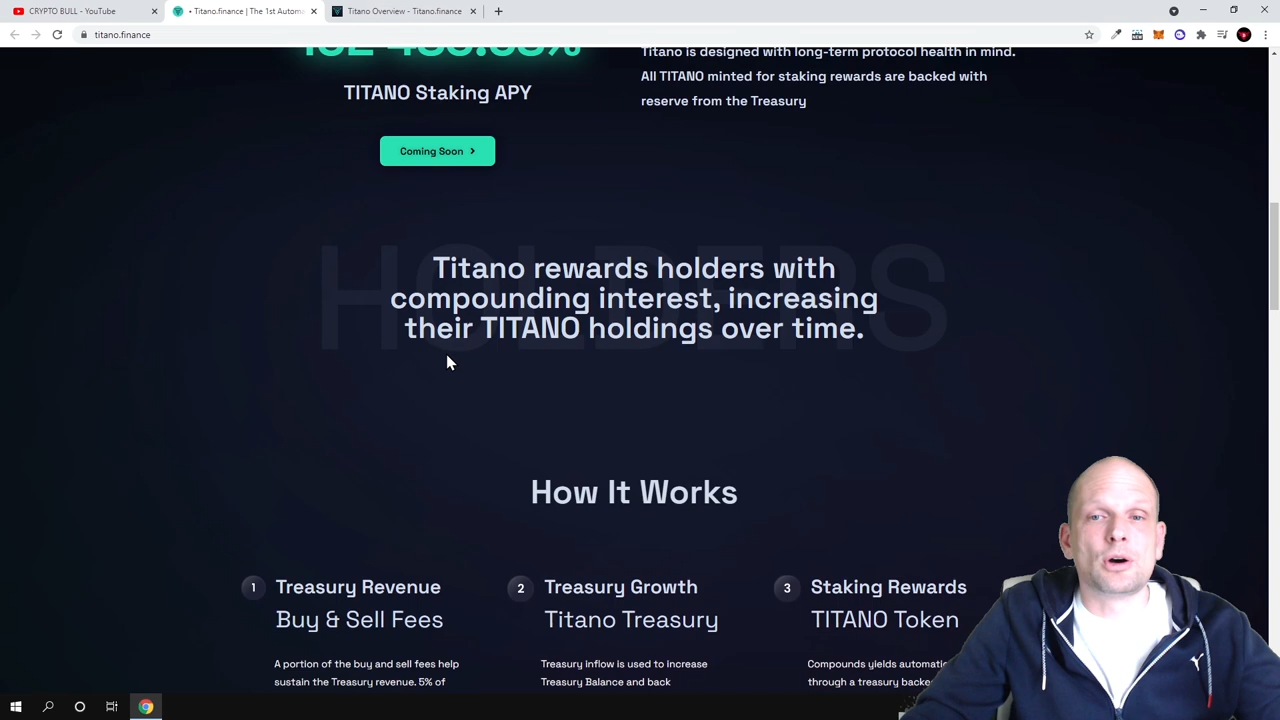 CRYPTO BULL - YouTube
• Titano.finance | The 1st Automa
Titano Overview - Titano.finance
titano.finance
Titano is designed with long-term protocol health in mind.
All TITANO minted for staking rewards are backed with
reserve from the Treasury
TITANO Staking APY
Coming Soon
HOLDERS
Titano rewards holders with
compounding interest, increasing
their TITANO holdings over time.
How It Works
1 Treasury Revenue
Buy & Sell Fees
A portion of the buy and sell fees help
sustain the Treasury revenue. 5% of
2 Treasury Growth
Titano Treasury
Treasury inflow is used to increase
Treasury Balance and back
3 Staking Rewards
TITANO Token
Compounds yields
through a treasury